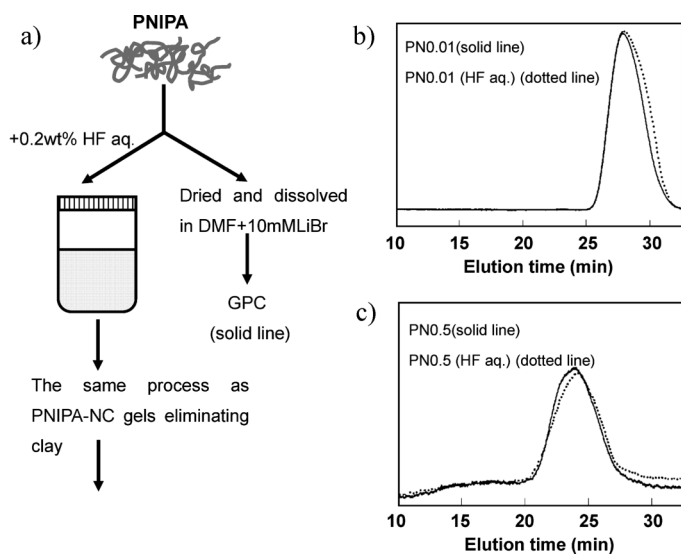 a)
PNIPA
+0.2wt% HF aq.
Dried and dissolved
in DMF+10mMLiBr
GPC
(solid line)
The same process as
PNIPA-NC gels eliminating
clay
b)
PN0.01(solid line)
PN0.01 (HF aq.) (dotted line)
10 15 20 25 30
Elution time (min)
c)
PN0.5(solid line)
PN0.5 (HF aq.) (dotted line)
10 15 20 25 30
Elution time (min)